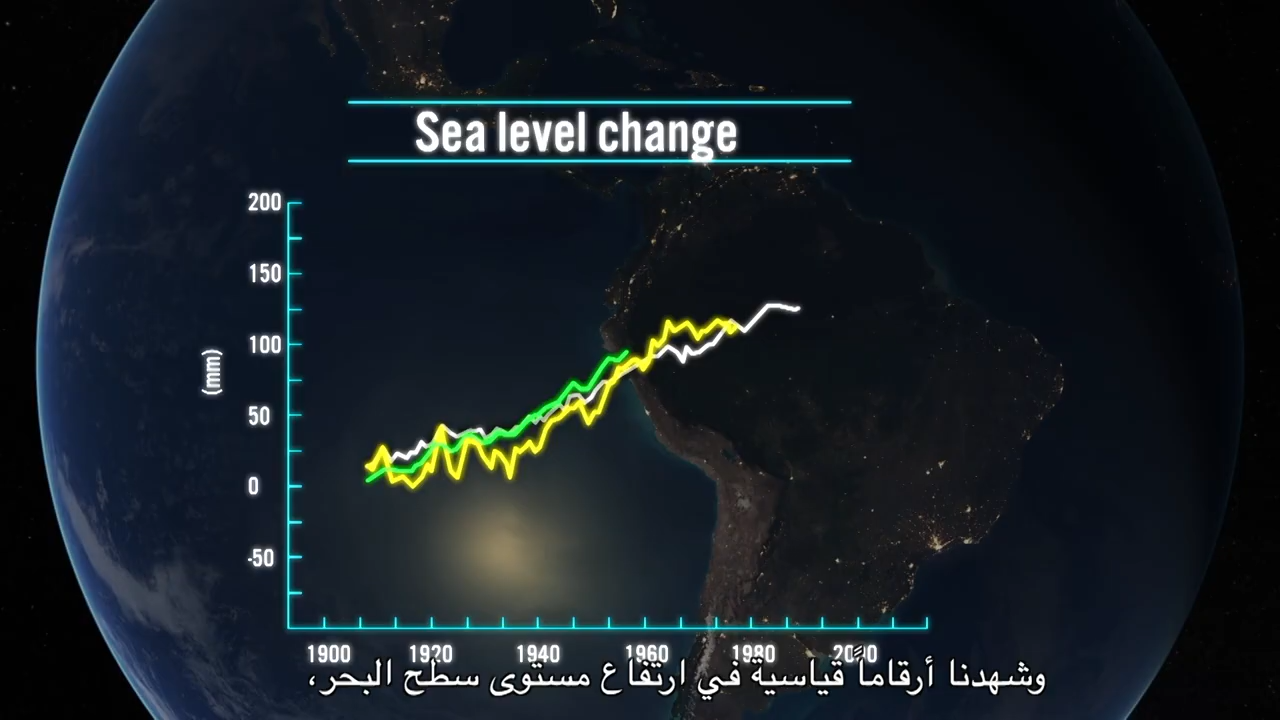 Sea level change
200
150
100
50
0
-50
(mm)
1900 1920 1940 1960 1980 2000
وشهدنا أرقاماً قياسية في ارتفاع مستوى سطح البحر،